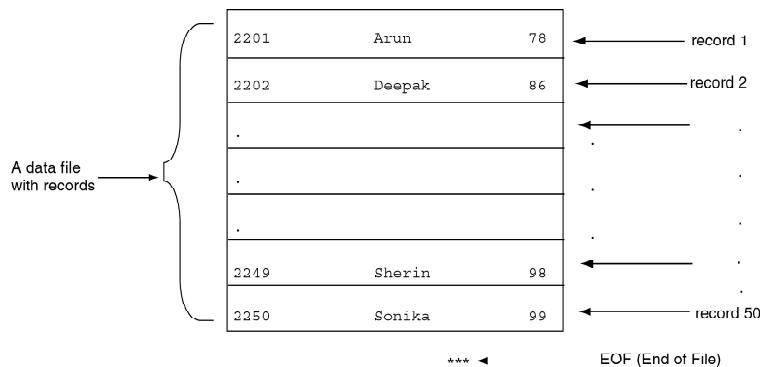 2201 Arun 78 record 1
2202 Deepak 86 record 2
.
A data file
with records
.
.
2249 Sherin 98
2250 Sonika 99 record 50
*** EOF (End of File)